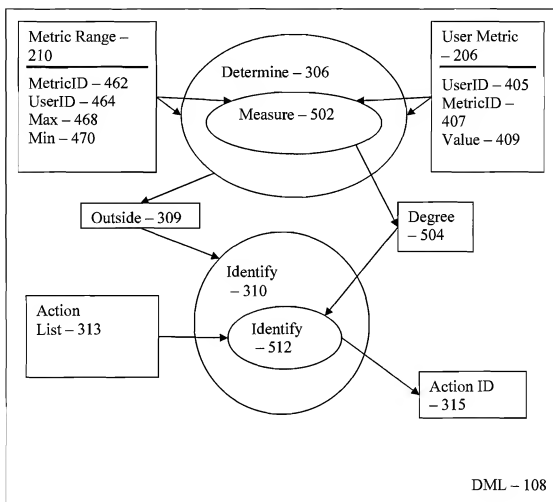 Metric Range –
210
MetricID – 462
UserID – 464
Max – 468
Min – 470
Determine – 306
Measure – 502
User Metric
– 206
UserID – 405
MetricID –
407
Value – 409
Outside – 309
Degree
– 504
Identify
– 310
Action
List – 313
Identify
– 512
Action ID
– 315
DML – 108